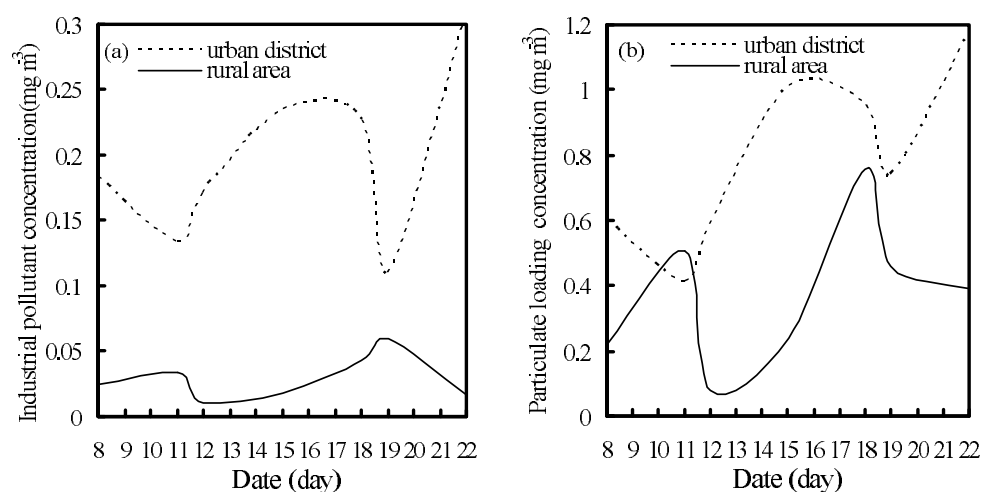 Industrial pollutant concentration(mg m⁻³)
0.3
0.25
0.2
0.15
0.1
0.05
0
(a)
urban district
rural area
8 9 10 11 12 13 14 15 16 17 18 19 20 21 22
Date (day)
Particulate loading concentration (mg m⁻³)
1.2
1
0.8
0.6
0.4
0.2
0
(b)
urban district
rural area
8 9 10 11 12 13 14 15 16 17 18 19 20 21 22
Date (day)